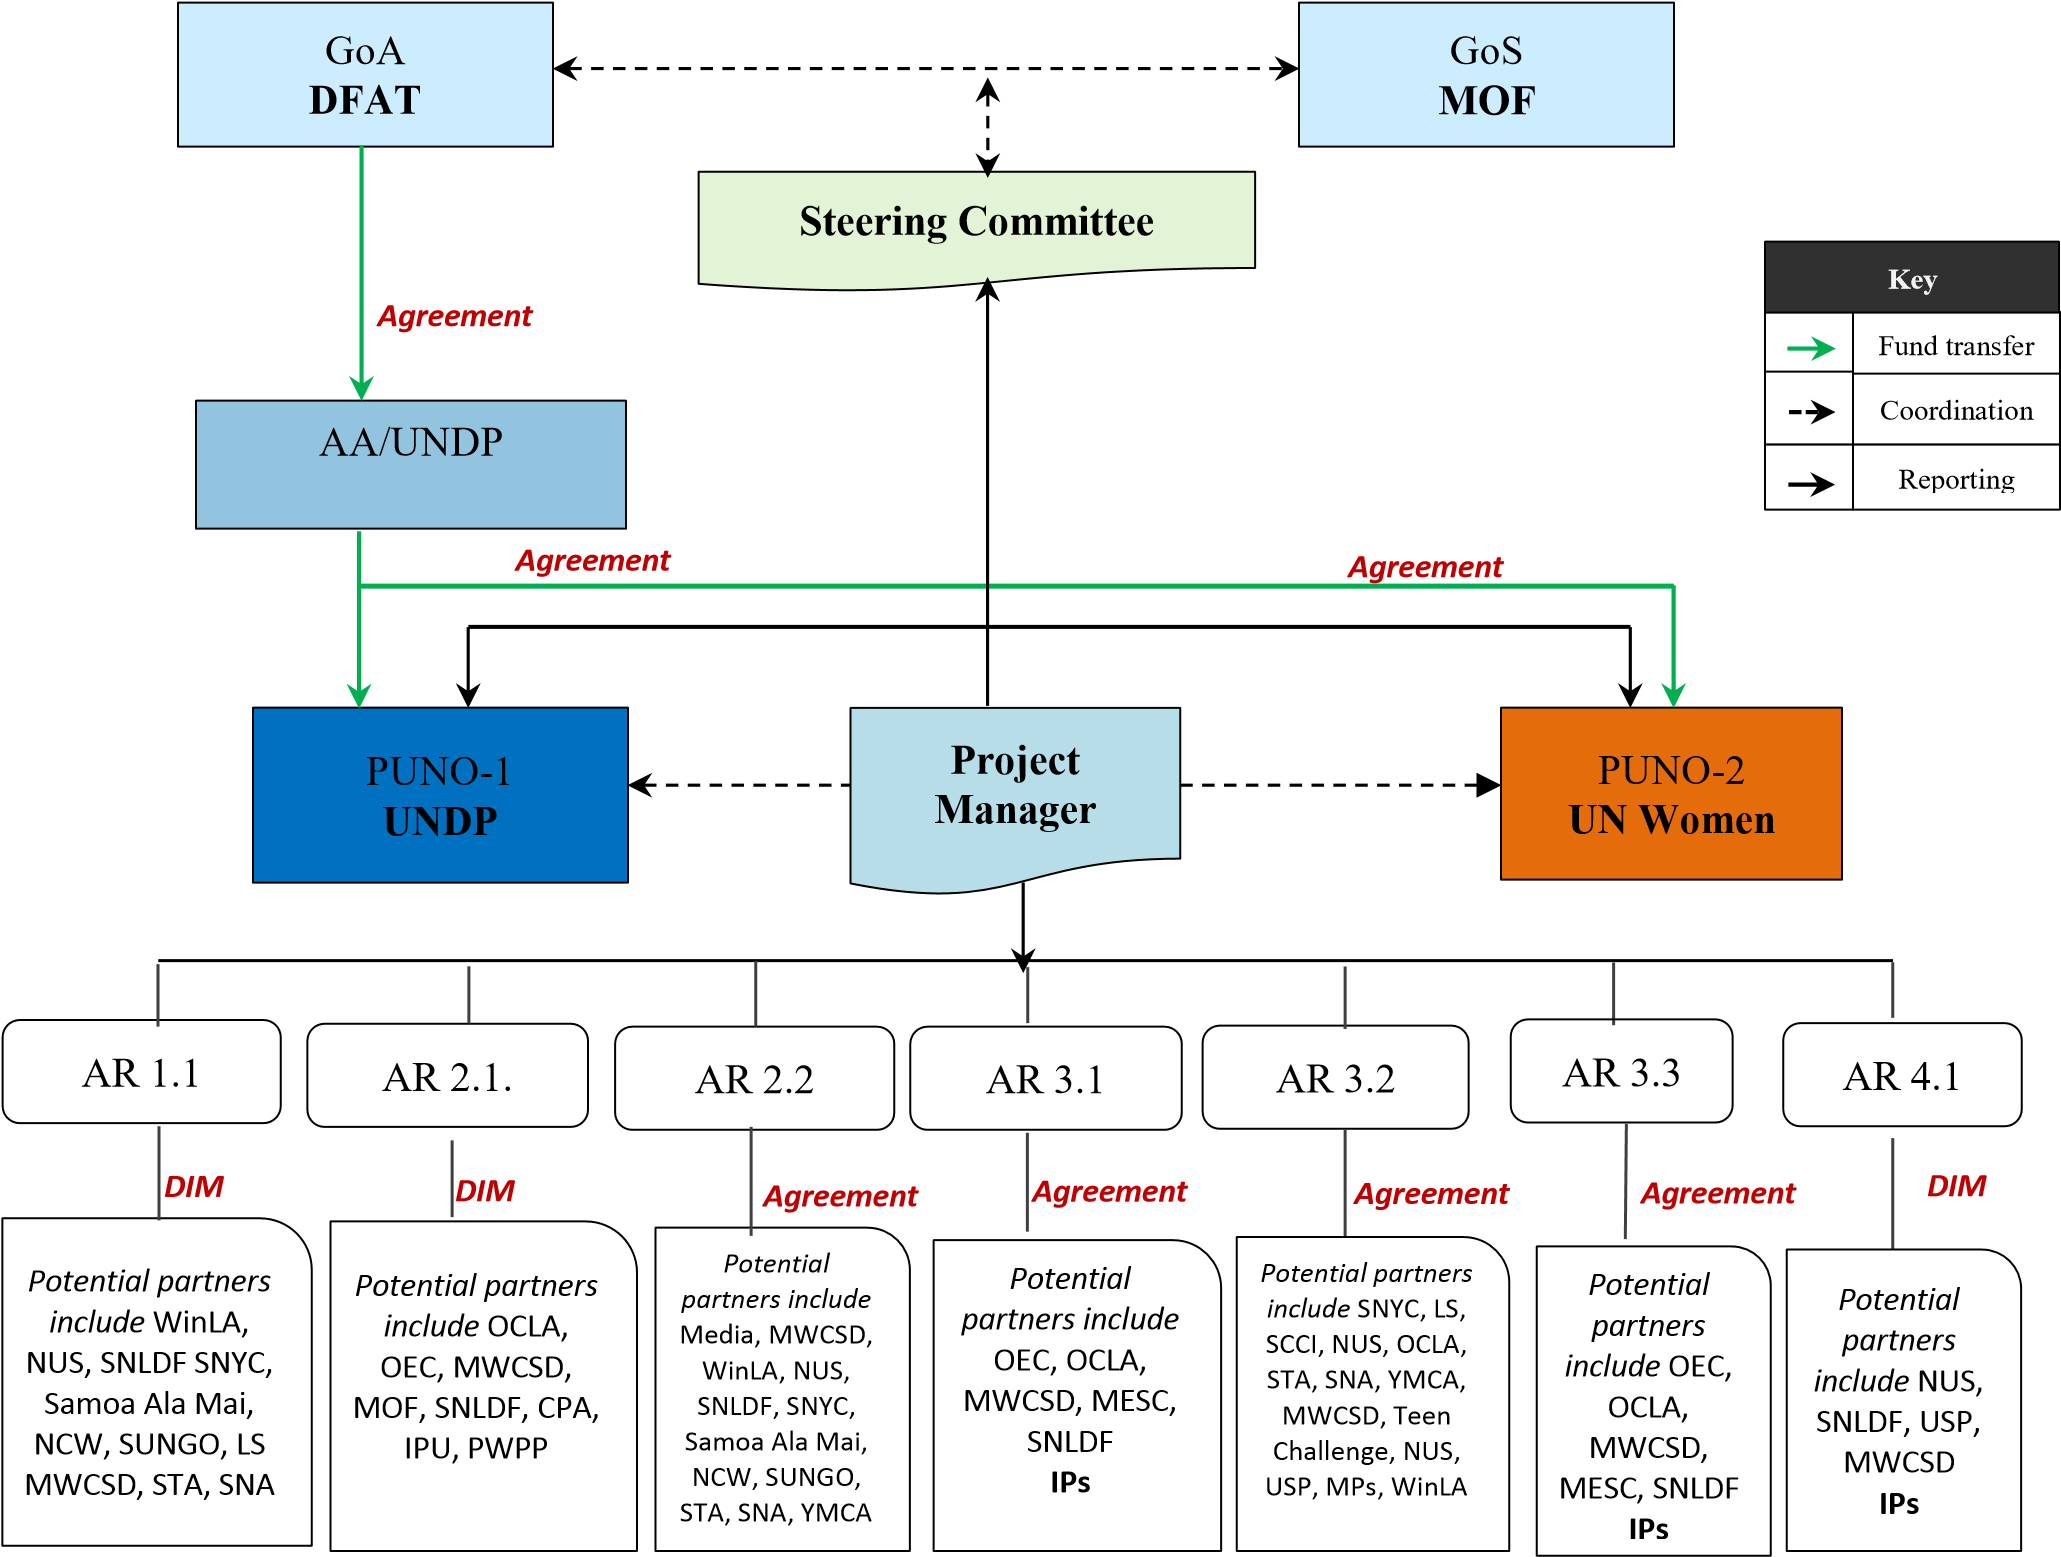 GoA
DFAT
GoS
MOF
Steering Committee
Key
Fund transfer
Coordination
Reporting
Agreement
AA/UNDP
Agreement
Agreement
PUNO-1
UNDP
Project
Manager
PUNO-2
UN Women
AR 1.1
AR 2.1.
AR 2.2
AR 3.1
AR 3.2
AR 3.3
AR 4.1
DIM
DIM
Agreement
Agreement
Agreement
Agreement
DIM
Potential partners
include WinLA,
NUS, SNLDF SNYC,
Samoa Ala Mai,
NCW, SUNGO, LS
MWCSD, STA, SNA
Potential partners
include OCLA,
OEC, MWCSD,
MOF, SNLDF, CPA,
IPU, PWPP
Potential
partners include
Media, MWCSD,
WinLA, NUS,
SNLDF, SNYC,
Samoa Ala Mai,
NCW, SUNGO,
STA, SNA, YMCA
Potential
partners include
OEC, OCLA,
MWCSD, MESC,
SNLDF
IPs
Potential partners
include SNYC, LS,
SCCI, NUS, OCLA,
STA, SNA, YMCA,
MWCSD, Teen
Challenge, NUS,
USP, MPs, WinLA
Potential
partners
include OEC,
OCLA,
MWCSD,
MESC, SNLDF
IPs
Potential
partners
include NUS,
SNLDF, USP,
MWCSD
IPs